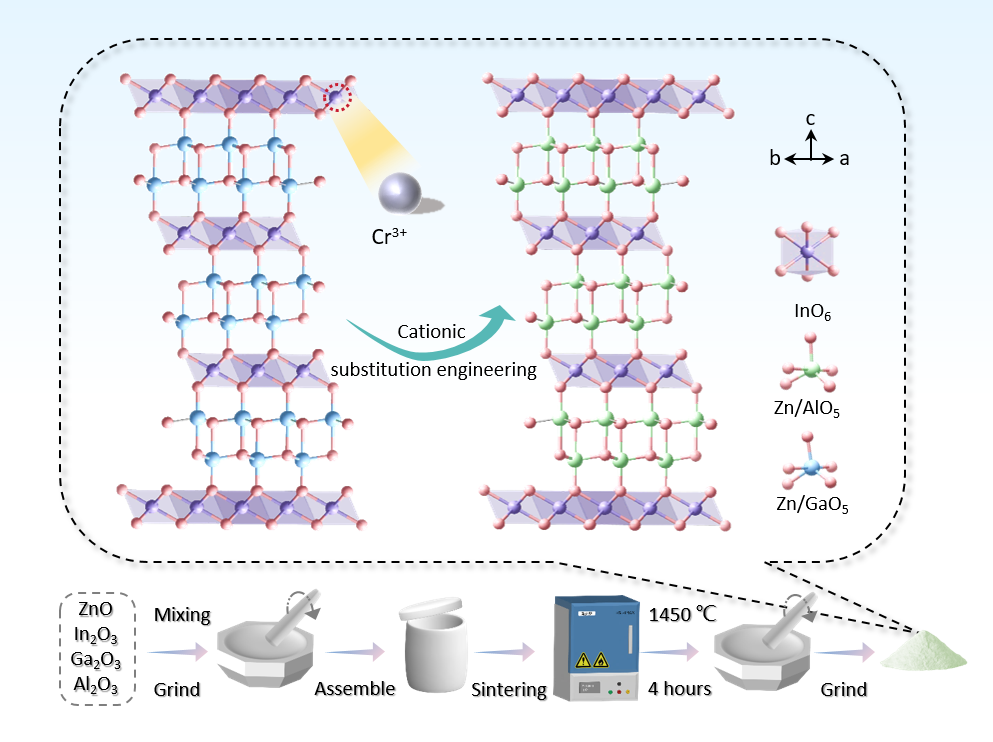 c
b
a
Cr³⁺
InO₆
Cationic
substitution engineering
Zn/AlO₅
Zn/GaO₅
ZnO
In₂O₃
Ga₂O₃
Al₂O₃
Mixing
Grind
Assemble
Sintering
1450 ℃
4 hours
Grind